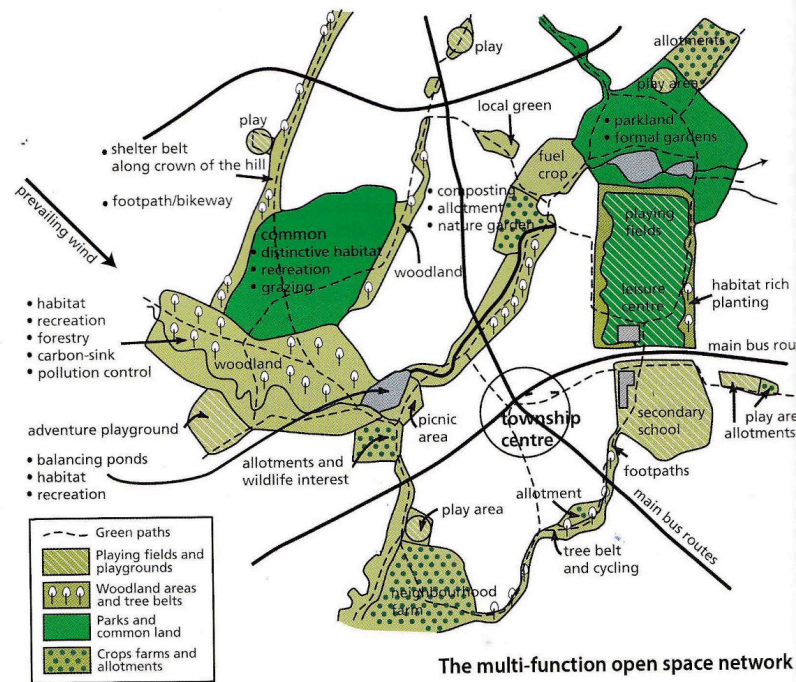 play
allotments
play area
local green
play
• shelter belt
along crown of the hill
• footpath/bikeway
prevailing wind
• parkland
• formal gardens
fuel
crop
• composting
• allotment
• nature garden
playing
fields
common
• distinctive habitat
• recreation
• grazing
woodland
leisure
centre
habitat rich
planting
• habitat
• recreation
• forestry
• carbon-sink
• pollution control
woodland
main bus rou
adventure playground
picnic
area
township
centre
secondary
school
play are
allotments
• balancing ponds
• habitat
• recreation
allotments and
wildlife interest
footpaths
allotment
play area
main bus routes
tree belt
and cycling
neighbourhood
farm
Green paths
Playing fields and
playgrounds
Woodland areas
and tree belts
Parks and
common land
Crops farms and
allotments
The multi-function open space network